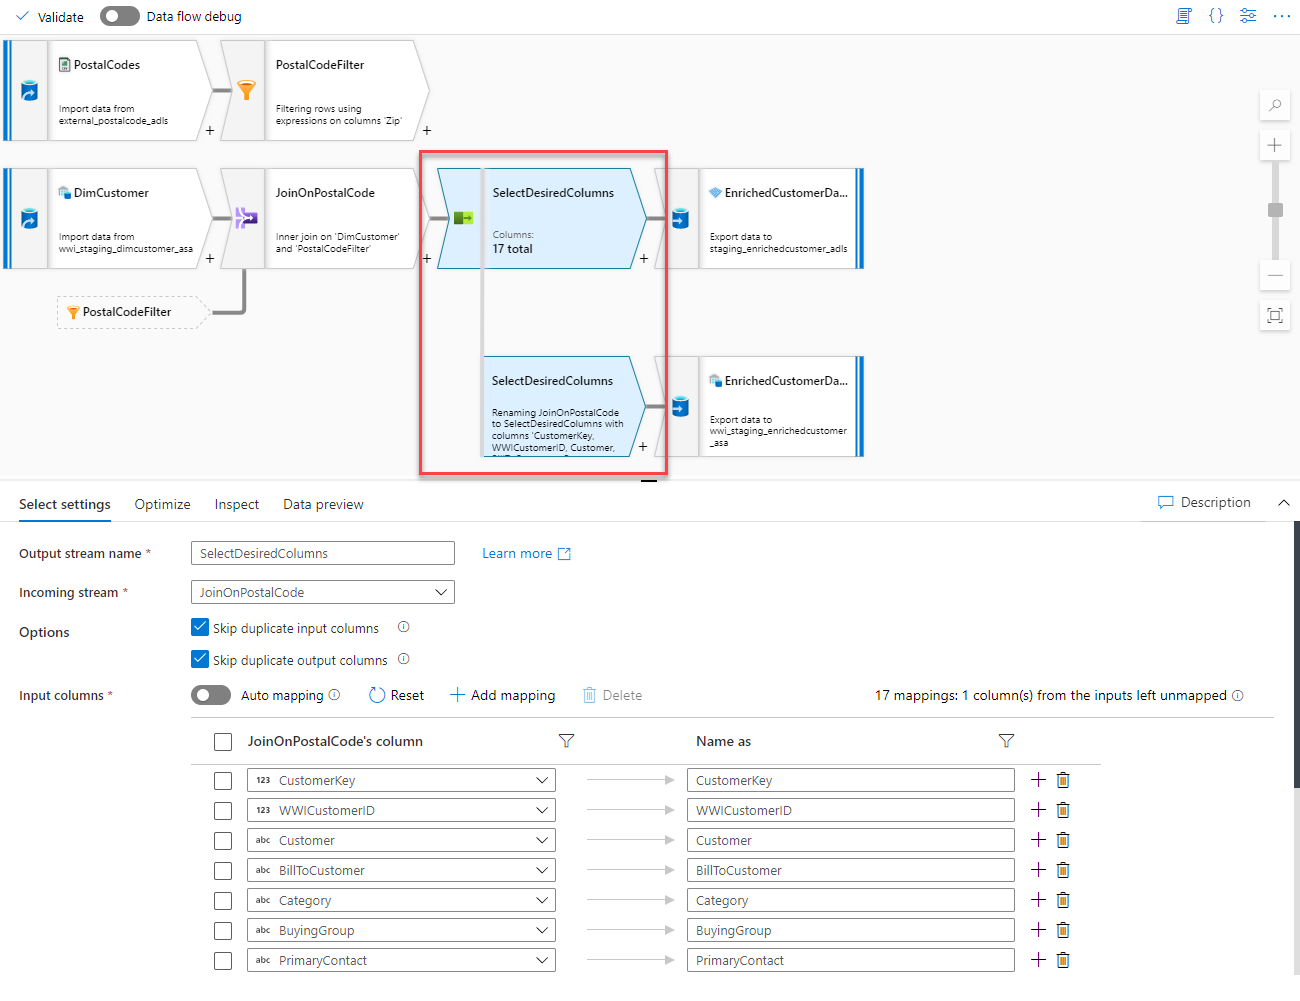 Validate
Data flow debug
PostalCodes
Import data from
external_postalcode_adls
+
PostalCodeFilter
Filtering rows using
expressions on columns 'Zip'
+
DimCustomer
Import data from
wwi_staging_dimcustomer_asa
+
JoinOnPostalCode
Inner join on 'DimCustomer'
and 'PostalCodeFilter'
+
SelectDesiredColumns
Columns:
17 total
+
EnrichedCustomerDa...
Export data to
staging_enrichedcustomer_adls
PostalCodeFilter
SelectDesiredColumns
Renaming JoinOnPostalCode
to SelectDesiredColumns with
columns 'CustomerKey,
WWICustomerID, Customer,
+
EnrichedCustomerDa...
Export data to
wwi_staging_enrichedcustomer
_asa
Select settings
Optimize
Inspect
Data preview
Description
Output stream name *
SelectDesiredColumns
Learn more
Incoming stream *
JoinOnPostalCode
Options
Skip duplicate input columns
Skip duplicate output columns
Input columns *
Auto mapping
Reset
Add mapping
Delete
17 mappings: 1 column(s) from the inputs left unmapped
JoinOnPostalCode's column
Name as
123 CustomerKey
CustomerKey
123 WWICustomerID
WWICustomerID
abc Customer
Customer
abc BillToCustomer
BillToCustomer
abc Category
Category
abc BuyingGroup
BuyingGroup
abc PrimaryContact
PrimaryContact